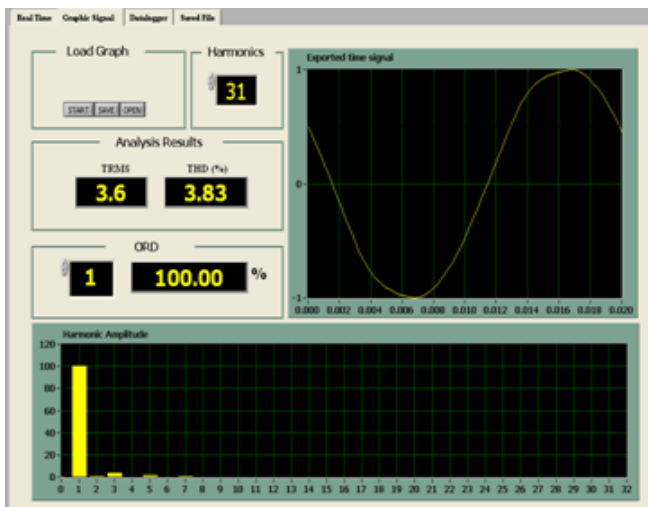 Real Time Graphic Signal Datalogger Saved File
Load Graph
START SAVE OPEN
Harmonics
31
Analysis Results
TRMS THD (%)
3.6 3.83
ORD
1 100.00 %
Exported time signal
1
0
-1
0.000 0.002 0.004 0.006 0.008 0.010 0.012 0.014 0.016 0.018 0.020
Harmonic Amplitude
120
100
80
60
40
20
0
0 1 2 3 4 5 6 7 8 9 10 11 12 13 14 15 16 17 18 19 20 21 22 23 24 25 26 27 28 29 30 31 32